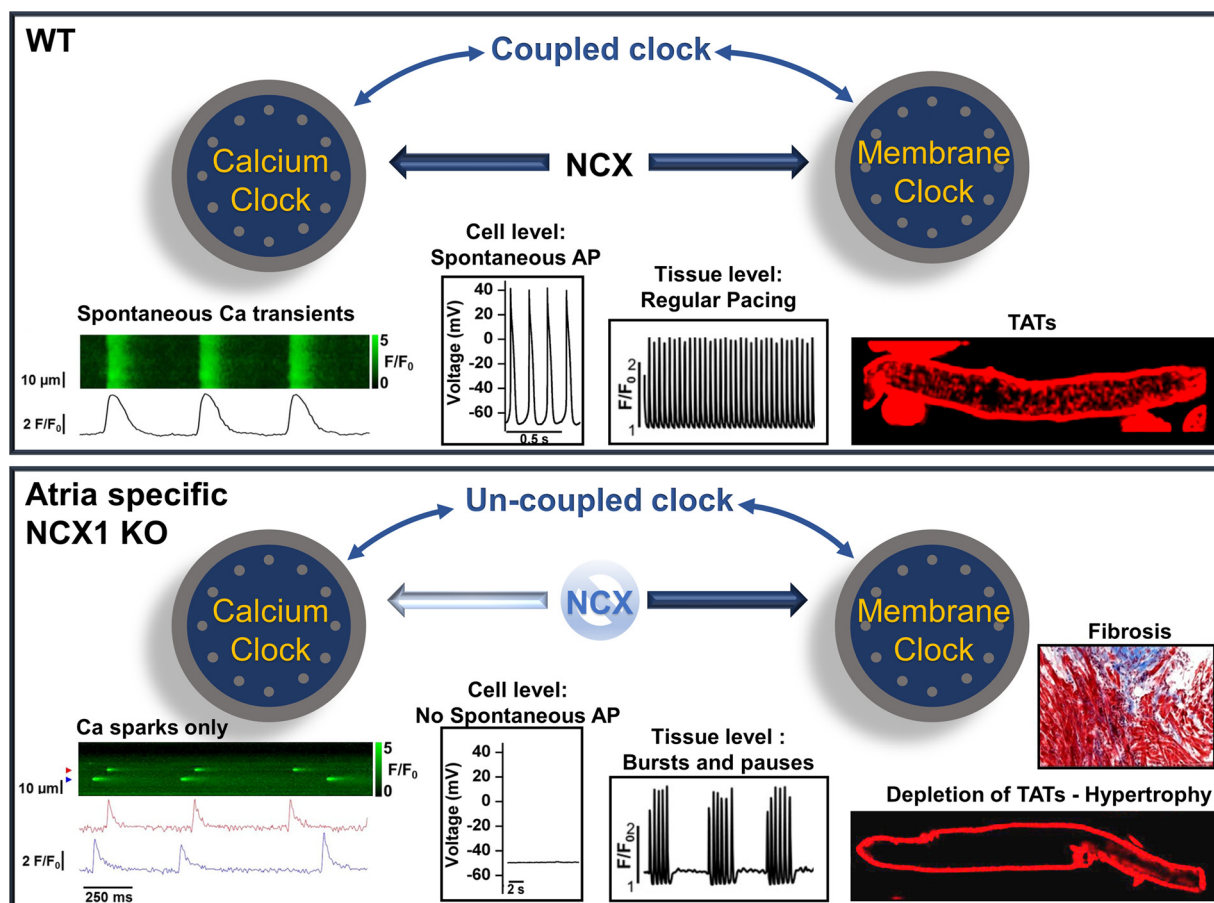 WT
Coupled clock
Calcium
Clock
NCX
Membrane
Clock
Spontaneous Ca transients
5
F/F0
0
10 µm
2 F/F0
Cell level:
Spontaneous AP
Voltage (mV)
40
20
0
-20
-40
-60
0.5 s
Tissue level:
Regular Pacing
F/F0
2
1
TATs
Atria specific
NCX1 KO
Un-coupled clock
Calcium
Clock
NCX
Membrane
Clock
Ca sparks only
5
F/F0
0
10 µm
2 F/F0
250 ms
Cell level:
No Spontaneous AP
Voltage (mV)
40
20
0
-20
-40
-60
2 s
Tissue level :
Bursts and pauses
F/F0
2
1
Fibrosis
Depletion of TATs - Hypertrophy